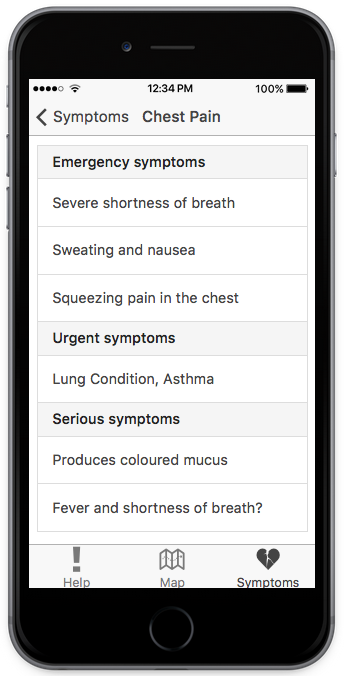 12:34 PM 100%
Symptoms Chest Pain
Emergency symptoms
Severe shortness of breath
Sweating and nausea
Squeezing pain in the chest
Urgent symptoms
Lung Condition, Asthma
Serious symptoms
Produces coloured mucus
Fever and shortness of breath?
Help Map Symptoms